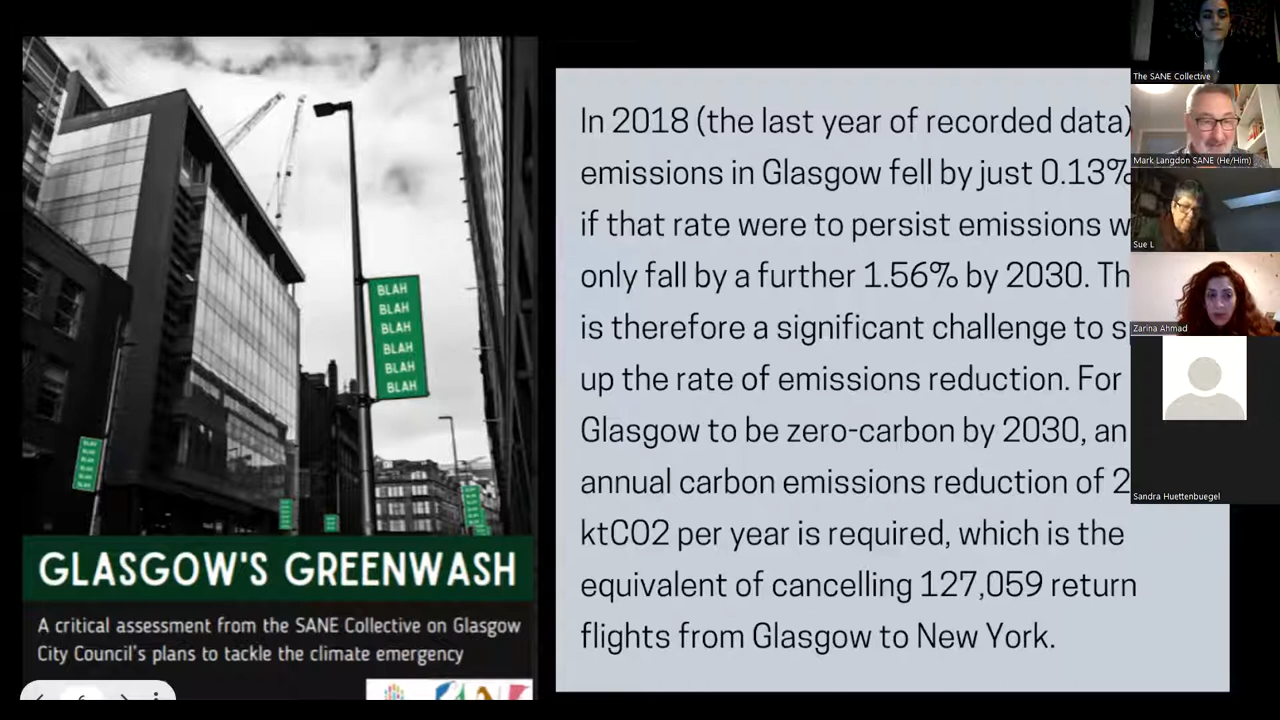 BLAH
BLAH
BLAH
BLAH
BLAH
BLAH
GLASGOW'S GREENWASH
A critical assessment from the SANE Collective on Glasgow
City Council's plans to tackle the climate emergency
In 2018 (the last year of recorded data)
emissions in Glasgow fell by just 0.13%
if that rate were to persist emissions w
only fall by a further 1.56% by 2030. Th
is therefore a significant challenge to s
up the rate of emissions reduction. For
Glasgow to be zero-carbon by 2030, an
annual carbon emissions reduction of 2
ktCO2 per year is required, which is the
equivalent of cancelling 127,059 return
flights from Glasgow to New York.
The SANE Collective
Mark Langdon SANE (He/Him)
Sue L
Zarina Ahmad
Sandra Huettenbuegel